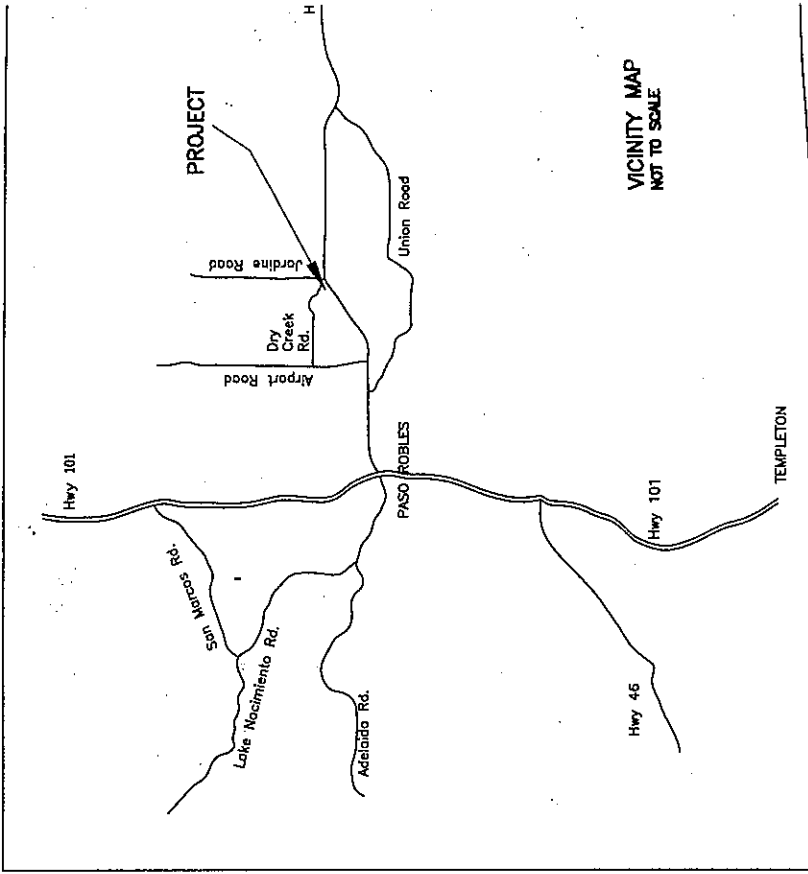 H
PROJECT
Hwy 101
Jardine Road
Dry
Creek
Rd.
Airport Road
San Marcos Rd.
Union Road
VICINITY MAP
NOT TO SCALE
PASO ROBLES
Lake Nacimiento Rd.
Adelaida Rd.
Hwy 101
Hwy 46
TEMPLETON